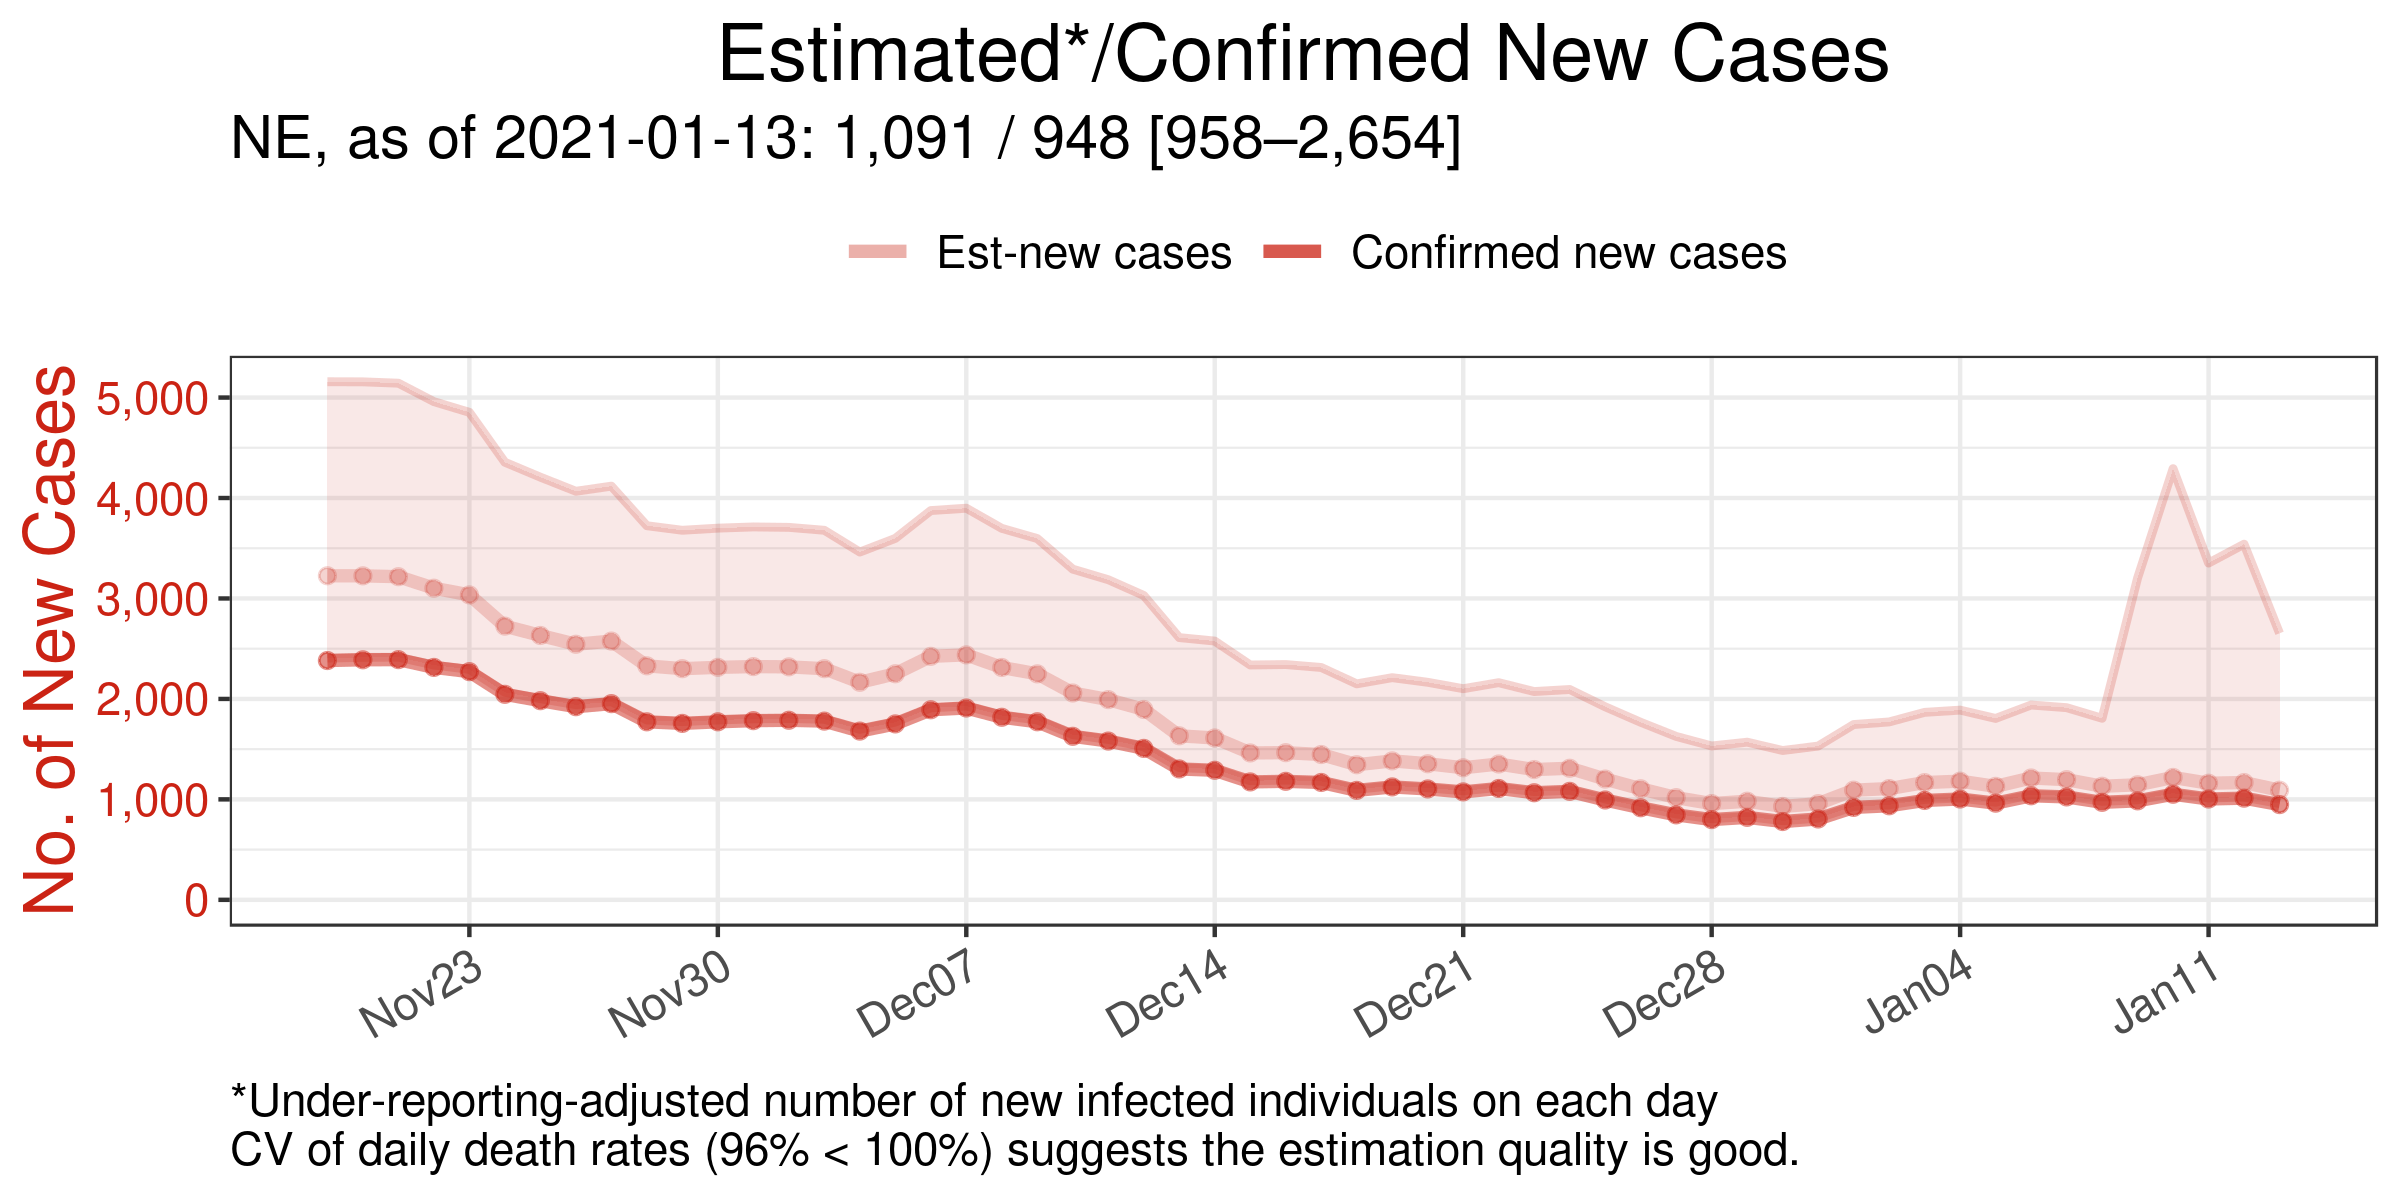 Estimated*/Confirmed New Cases
NE, as of 2021-01-13: 1,091 / 948 [958–2,654]
Est-new cases
Confirmed new cases
No. of New Cases
5,000
4,000
3,000
2,000
1,000
0
Nov23
Nov30
Dec07
Dec14
Dec21
Dec28
Jan04
Jan11
*Under-reporting-adjusted number of new infected individuals on each day
CV of daily death rates (96% < 100%) suggests the estimation quality is good.